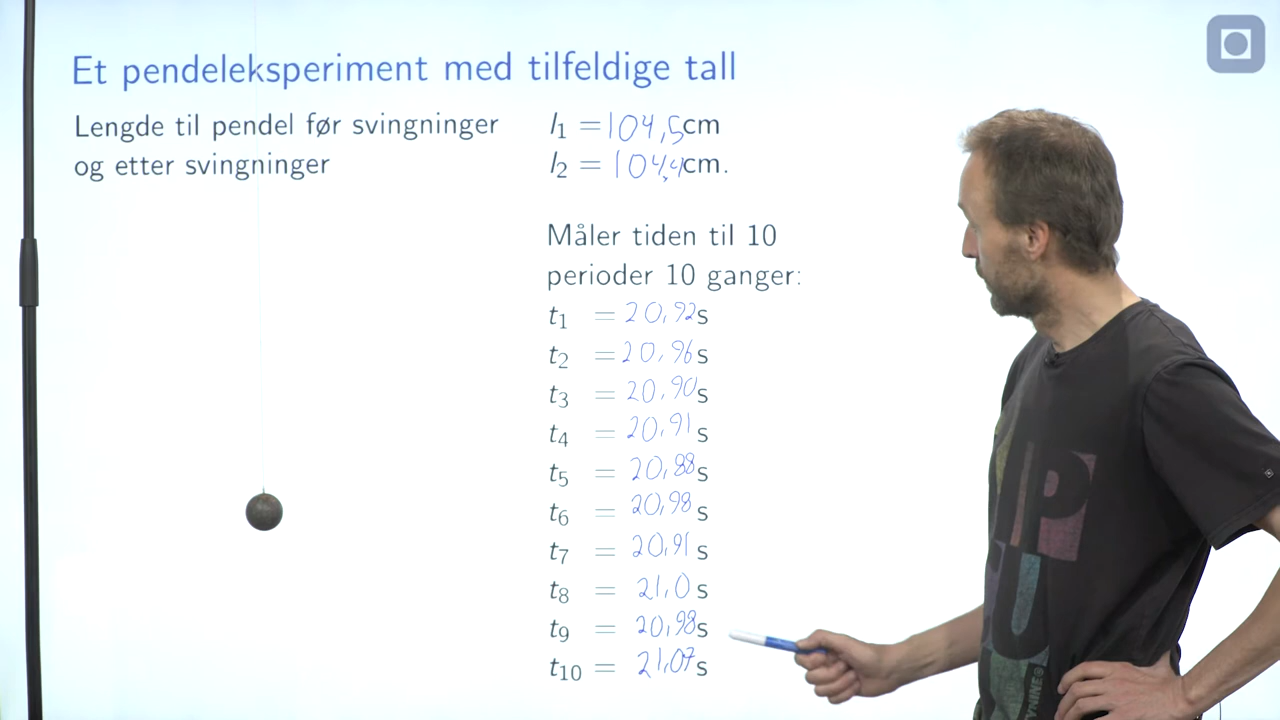 Et pendeleksperiment med tilfeldige tall
Lengde til pendel før svingninger l₁ = 104,5cm
og etter svingninger l₂ = 104,4cm.
Måler tiden til 10
perioder 10 ganger:
t₁ = 20,92s
t₂ = 20,96s
t₃ = 20,90s
t₄ = 20,91s
t₅ = 20,88s
t₆ = 20,98s
t₇ = 20,91s
t₈ = 21,0s
t₉ = 20,98s
t₁₀ = 21,07s